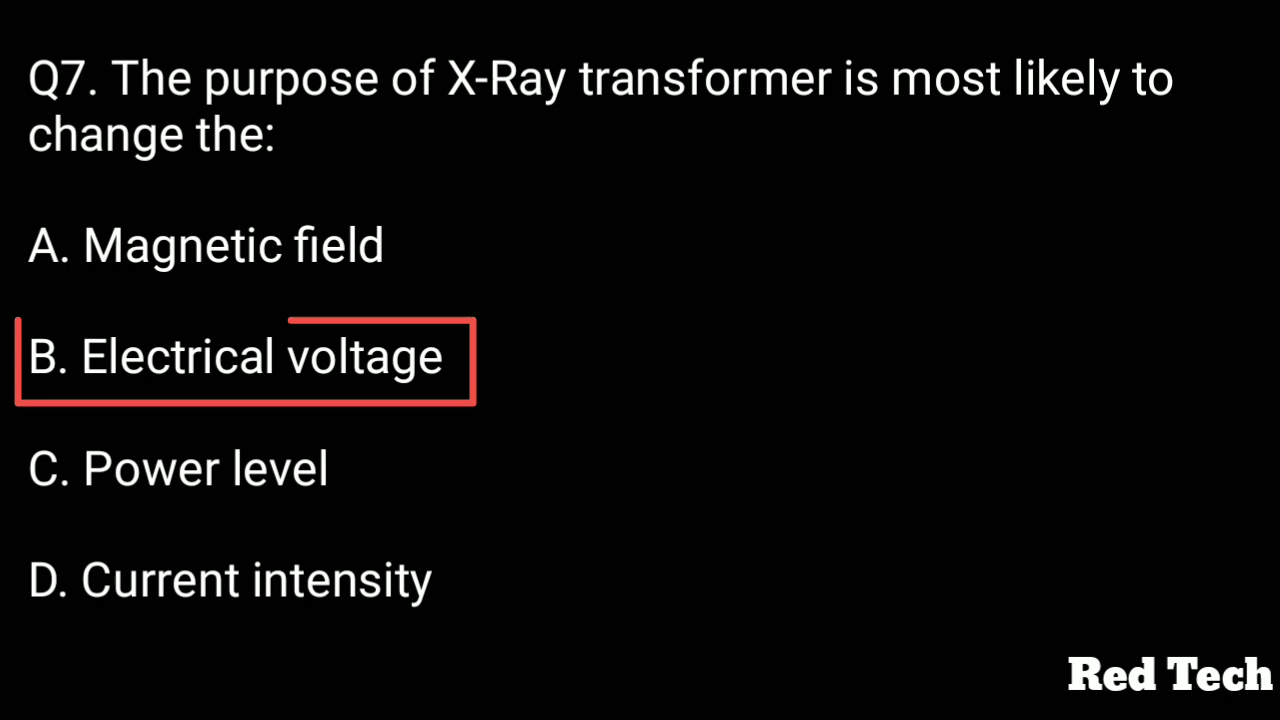 Q7. The purpose of X-Ray transformer is most likely to
change the:
A. Magnetic field
B. Electrical voltage
C. Power level
D. Current intensity
Red Tech